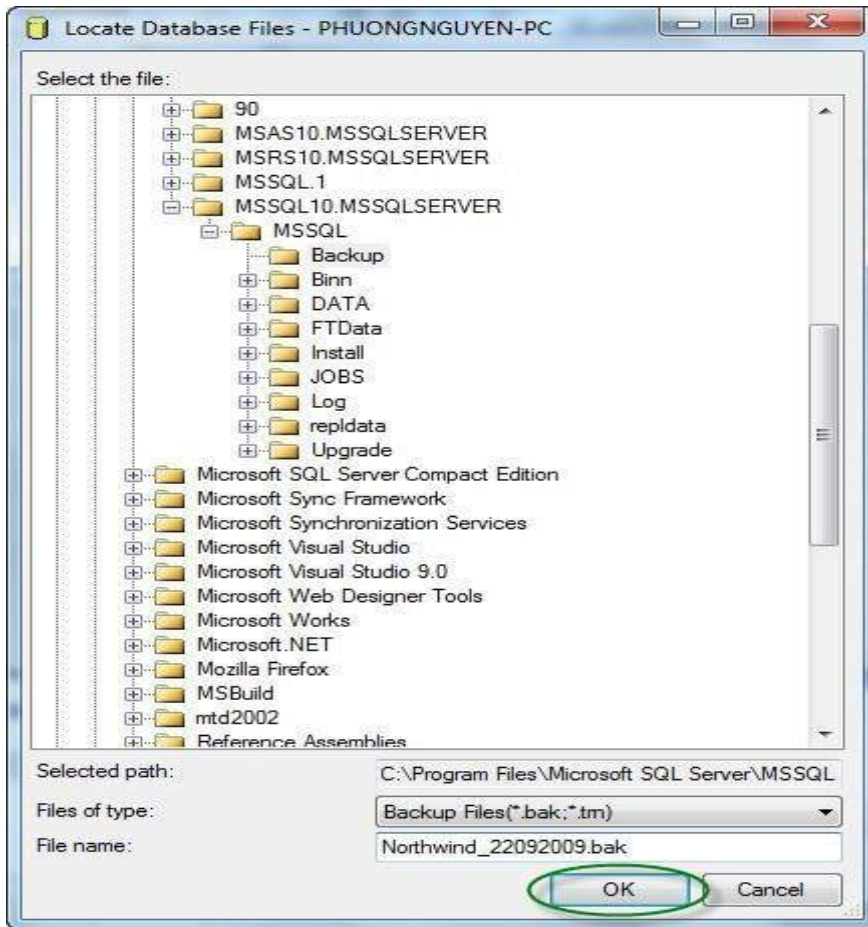 Locate Database Files - PHUONGNGUYEN-PC
Select the file:
90
MSAS10.MSSQLSERVER
MSRS10.MSSQLSERVER
MSSQL.1
MSSQL10.MSSQLSERVER
MSSQL
Backup
Binn
DATA
FTData
Install
JOBS
Log
repldata
Upgrade
Microsoft SQL Server Compact Edition
Microsoft Sync Framework
Microsoft Synchronization Services
Microsoft Visual Studio
Microsoft Visual Studio 9.0
Microsoft Web Designer Tools
Microsoft Works
Microsoft.NET
Mozilla Firefox
MSBuild
mtd2002
Reference Assemblies
Selected path: C:\Program Files\Microsoft SQL Server\MSSQL
Files of type: Backup Files(*.bak;*.trn)
File name: Northwind_22092009.bak
OK Cancel